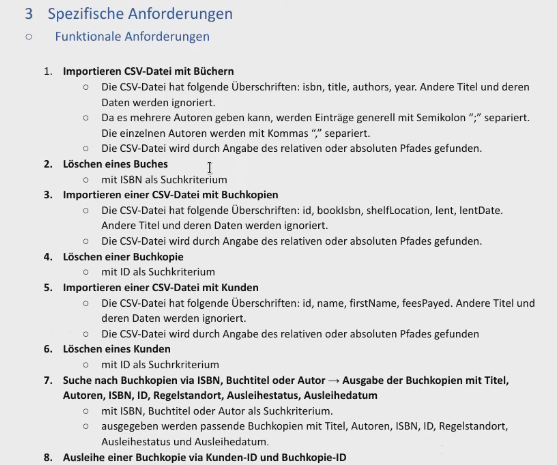 3 Spezifische Anforderungen
○ Funktionale Anforderungen
1. Importieren CSV-Datei mit Büchern
○ Die CSV-Datei hat folgende Überschriften: isbn, title, authors, year. Andere Titel und deren
Daten werden ignoriert.
○ Da es mehrere Autoren geben kann, werden Einträge generell mit Semikolon “;” separiert.
Die einzelnen Autoren werden mit Kommas “,” separiert.
○ Die CSV-Datei wird durch Angabe des relativen oder absoluten Pfades gefunden.
2. Löschen eines Buches
○ mit ISBN als Suchkriterium
3. Importieren einer CSV-Datei mit Buchkopien
○ Die CSV-Datei hat folgende Überschriften: id, bookIsbn, shelfLocation, lent, lentDate.
Andere Titel und deren Daten werden ignoriert.
○ Die CSV-Datei wird durch Angabe des relativen oder absoluten Pfades gefunden.
4. Löschen einer Buchkopie
○ mit ID als Suchkriterium
5. Importieren einer CSV-Datei mit Kunden
○ Die CSV-Datei hat folgende Überschriften: id, name, firstName, feesPayed. Andere Titel und
deren Daten werden ignoriert.
○ Die CSV-Datei wird durch Angabe des relativen oder absoluten Pfades gefunden
6. Löschen eines Kunden
○ mit ID als Suchrkriterium
7. Suche nach Buchkopien via ISBN, Buchtitel oder Autor → Ausgabe der Buchkopien mit Titel,
Autoren, ISBN, ID, Regelstandort, Ausleihestatus, Ausleihedatum
○ mit ISBN, Buchtitel oder Autor als Suchkriterium.
○ ausgegeben werden passende Buchkopien mit Titel, Autoren, ISBN, ID, Regelstandort,
Ausleihestatus und Ausleihedatum.
8. Ausleihe einer Buchkopie via Kunden-ID und Buchkopie-ID